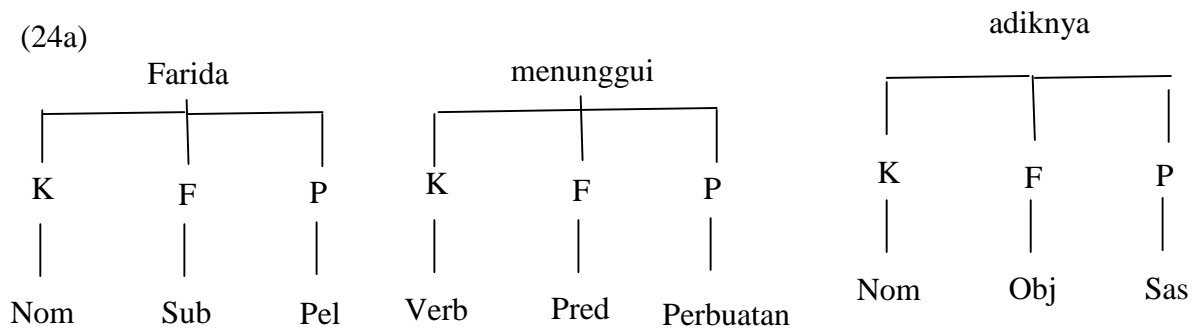 (24a)
Farida menunggui adiknya
K F P K F P K F P
Nom Sub Pel Verb Pred Perbuatan Nom Obj Sas